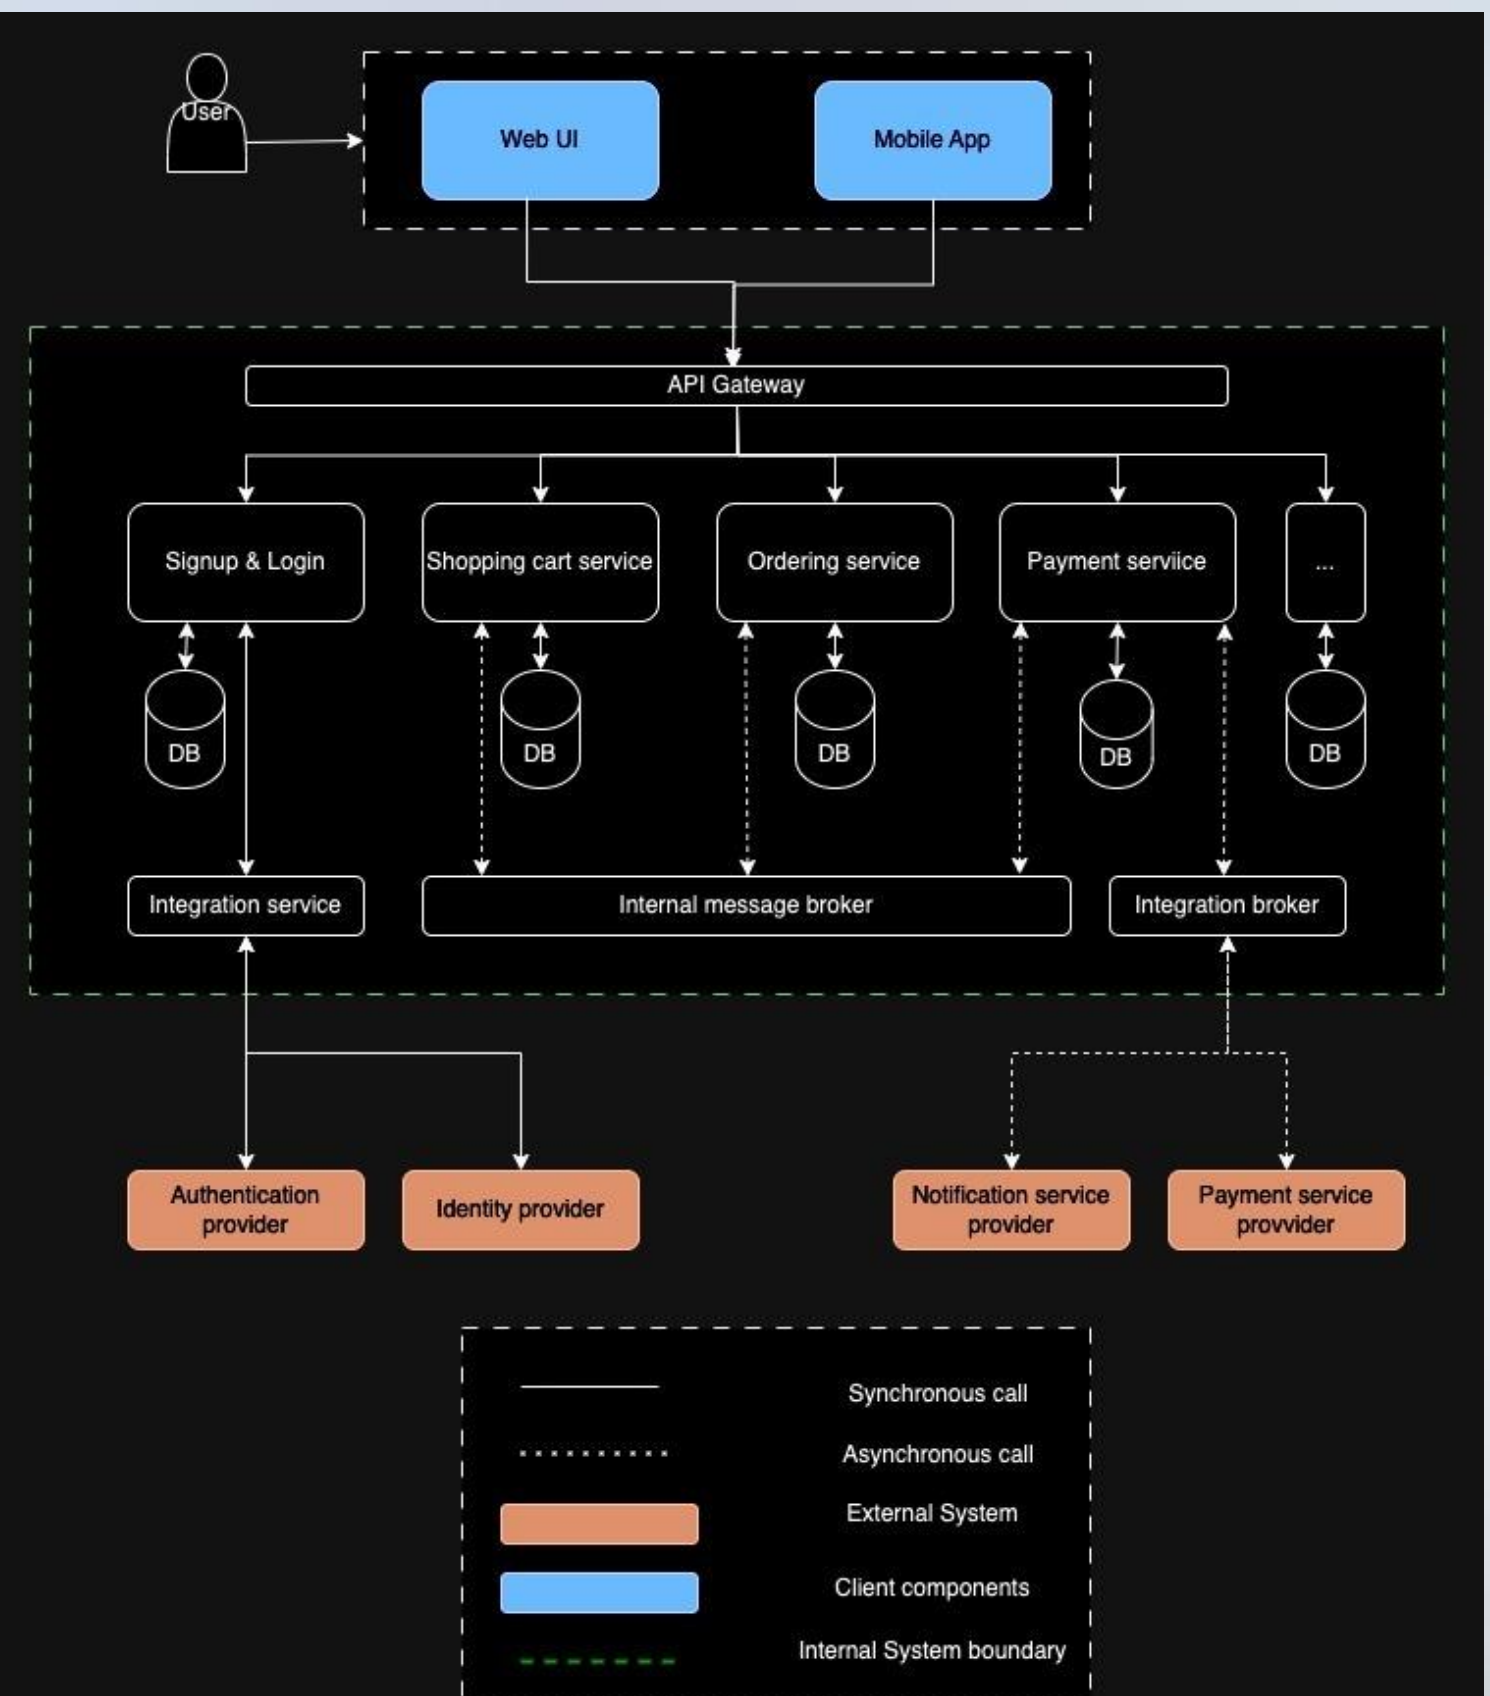 User
Web UI
Mobile App
API Gateway
Signup & Login
Shopping cart service
Ordering service
Payment serviice
...
DB
DB
DB
DB
DB
Integration service
Internal message broker
Integration broker
Authentication
provider
Identity provider
Notification service
provider
Payment service
provvider
Synchronous call
Asynchronous call
External System
Client components
Internal System boundary